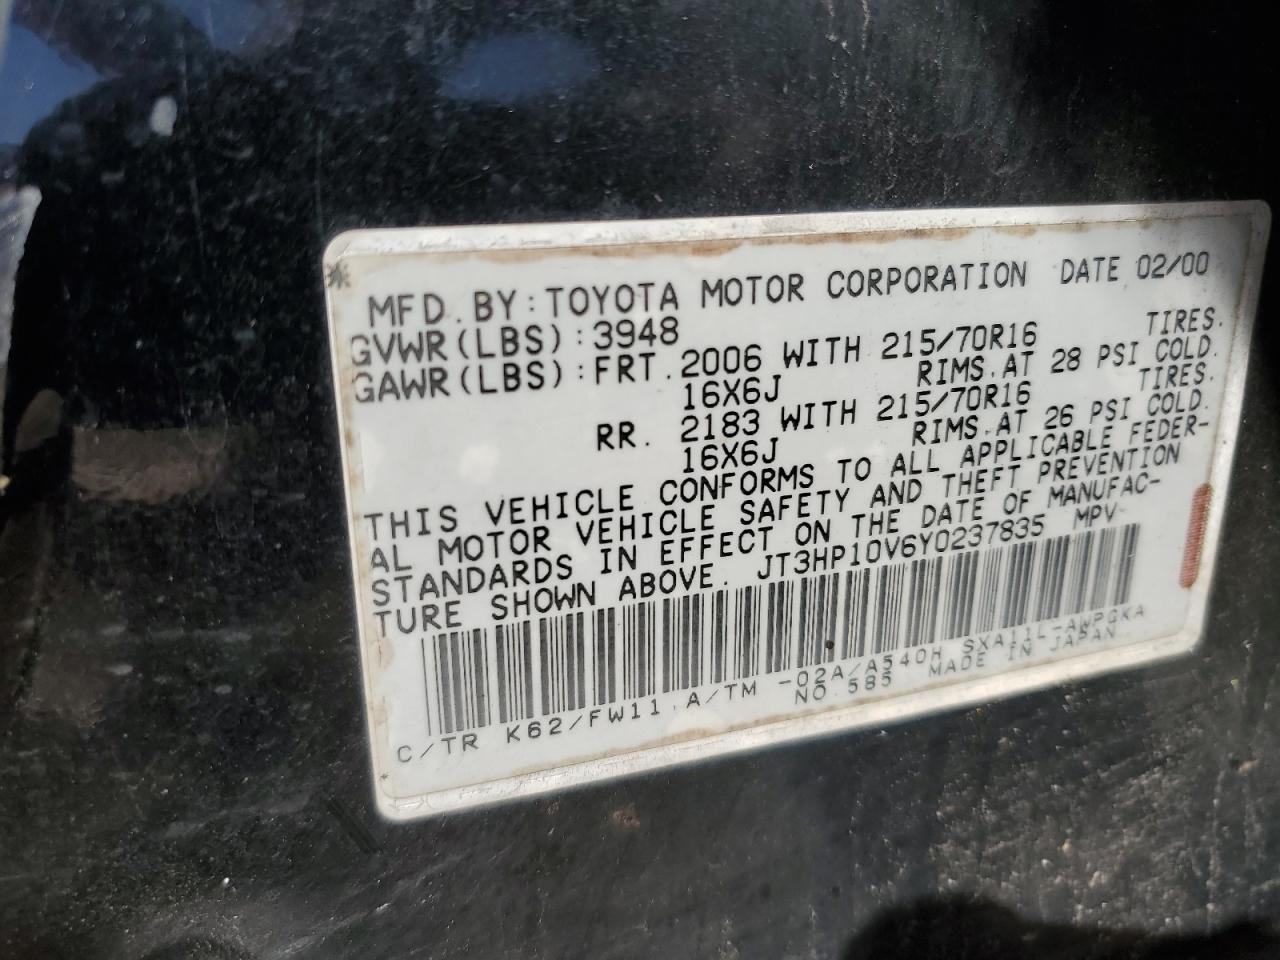 MFD. BY: TOYOTA MOTOR CORPORATION DATE 02/00
GVWR(LBS): 3948
GAWR(LBS): FRT. 2006 WITH 215/70R16 TIRES.
16X6J RIMS. AT 28 PSI COLD.
RR. 2183 WITH 215/70R16 TIRES.
16X6J RIMS. AT 26 PSI COLD.
THIS VEHICLE CONFORMS TO ALL APPLICABLE FEDER-
AL MOTOR VEHICLE SAFETY AND THEFT PREVENTION
STANDARDS IN EFFECT ON THE DATE OF MANUFAC-
TURE SHOWN ABOVE. JT3HP10V6Y0237835 MPV
C/TR K62/FW11 A/TM -02A/A540H SXA11L-AWPGKA
NO.585 MADE IN JAPAN